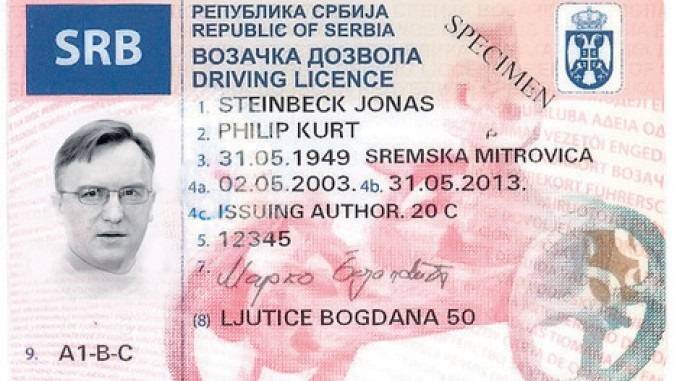 SRB
РЕПУБЛИКА СРБИЈА
REPUBLIC OF SERBIA
ВОЗАЧКА ДОЗВОЛА
DRIVING LICENCE
SPECIMEN
1. STEINBECK JONAS
2. PHILIP KURT
3. 31.05.1949 SREMSKA MITROVICA
4a. 02.05.2003. 4b. 31.05.2013.
4c. ISSUING AUTHOR. 20 C
5. 12345
7.
(8) LJUTICE BOGDANA 50
9. A1-B-C